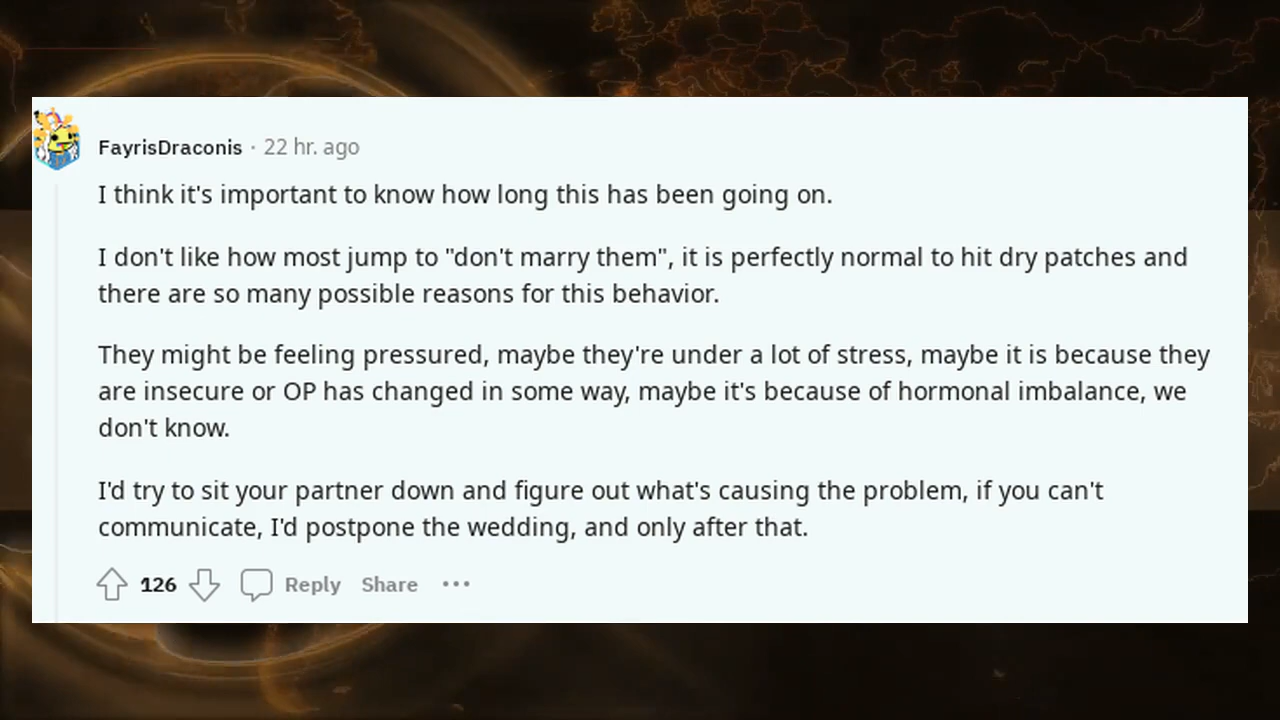 FayrisDraconis · 22 hr. ago
I think it's important to know how long this has been going on.
I don't like how most jump to "don't marry them", it is perfectly normal to hit dry patches and
there are so many possible reasons for this behavior.
They might be feeling pressured, maybe they're under a lot of stress, maybe it is because they
are insecure or OP has changed in some way, maybe it's because of hormonal imbalance, we
don't know.
I'd try to sit your partner down and figure out what's causing the problem, if you can't
communicate, I'd postpone the wedding, and only after that.
126 Reply Share ···